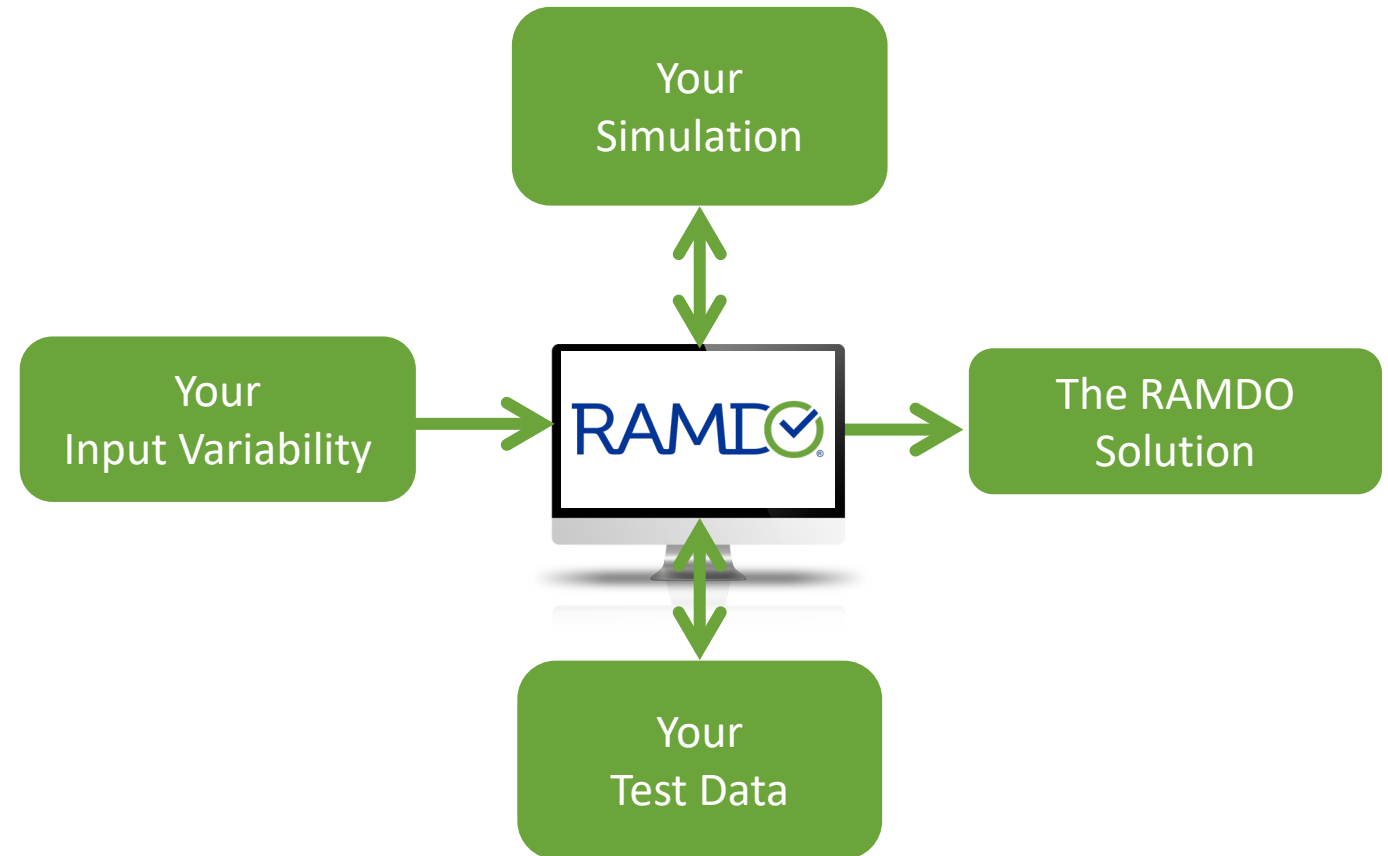 Your
Simulation
Your
Input Variability
RAMDO®
The RAMDO
Solution
Your
Test Data